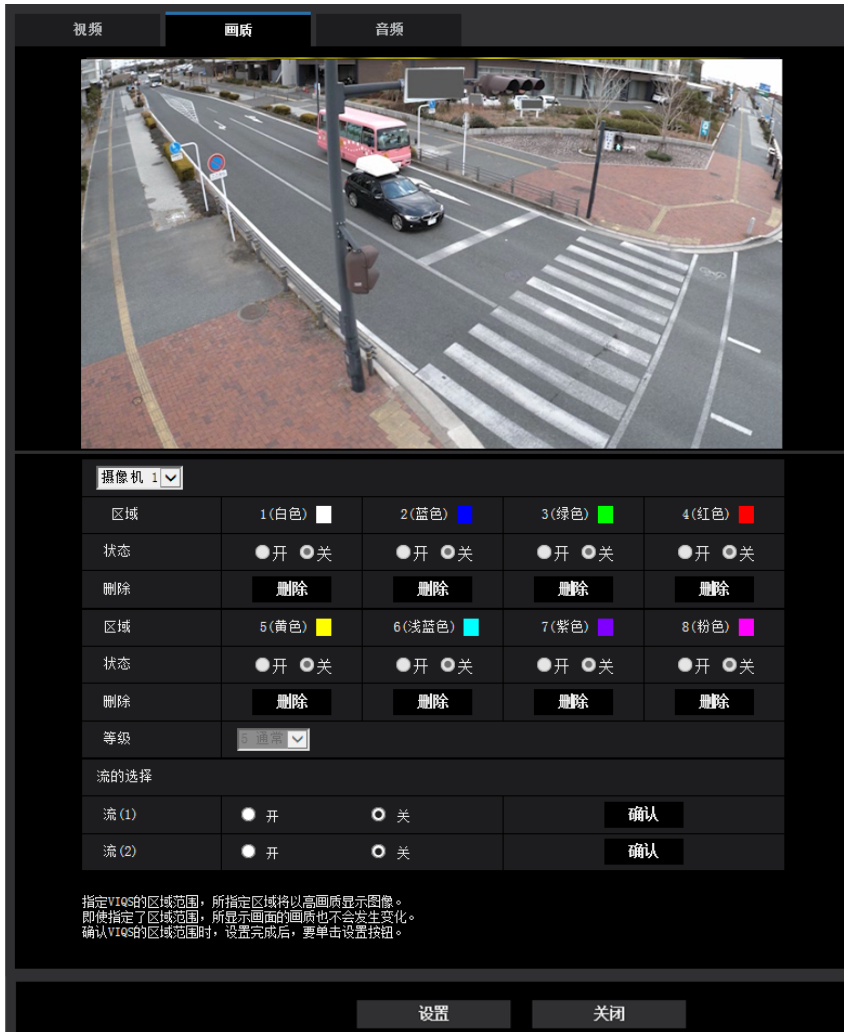 视频 画质 音频
摄像机 1
区域 1(白色) 2(蓝色) 3(绿色) 4(红色)
状态 开 关 开 关 开 关 开 关
删除 删除 删除 删除 删除
区域 5(黄色) 6(浅蓝色) 7(紫色) 8(粉色)
状态 开 关 开 关 开 关 开 关
删除 删除 删除 删除 删除
等级 5 通常
流的选择
流(1) 开 关 确认
流(2) 开 关 确认
指定VIQS的区域范围，所指定区域将以高画质显示图像。
即使指定了区域范围，所显示画面的画质也不会发生变化。
确认VIQS的区域范围时，设置完成后，要单击设置按钮。
设置 关闭